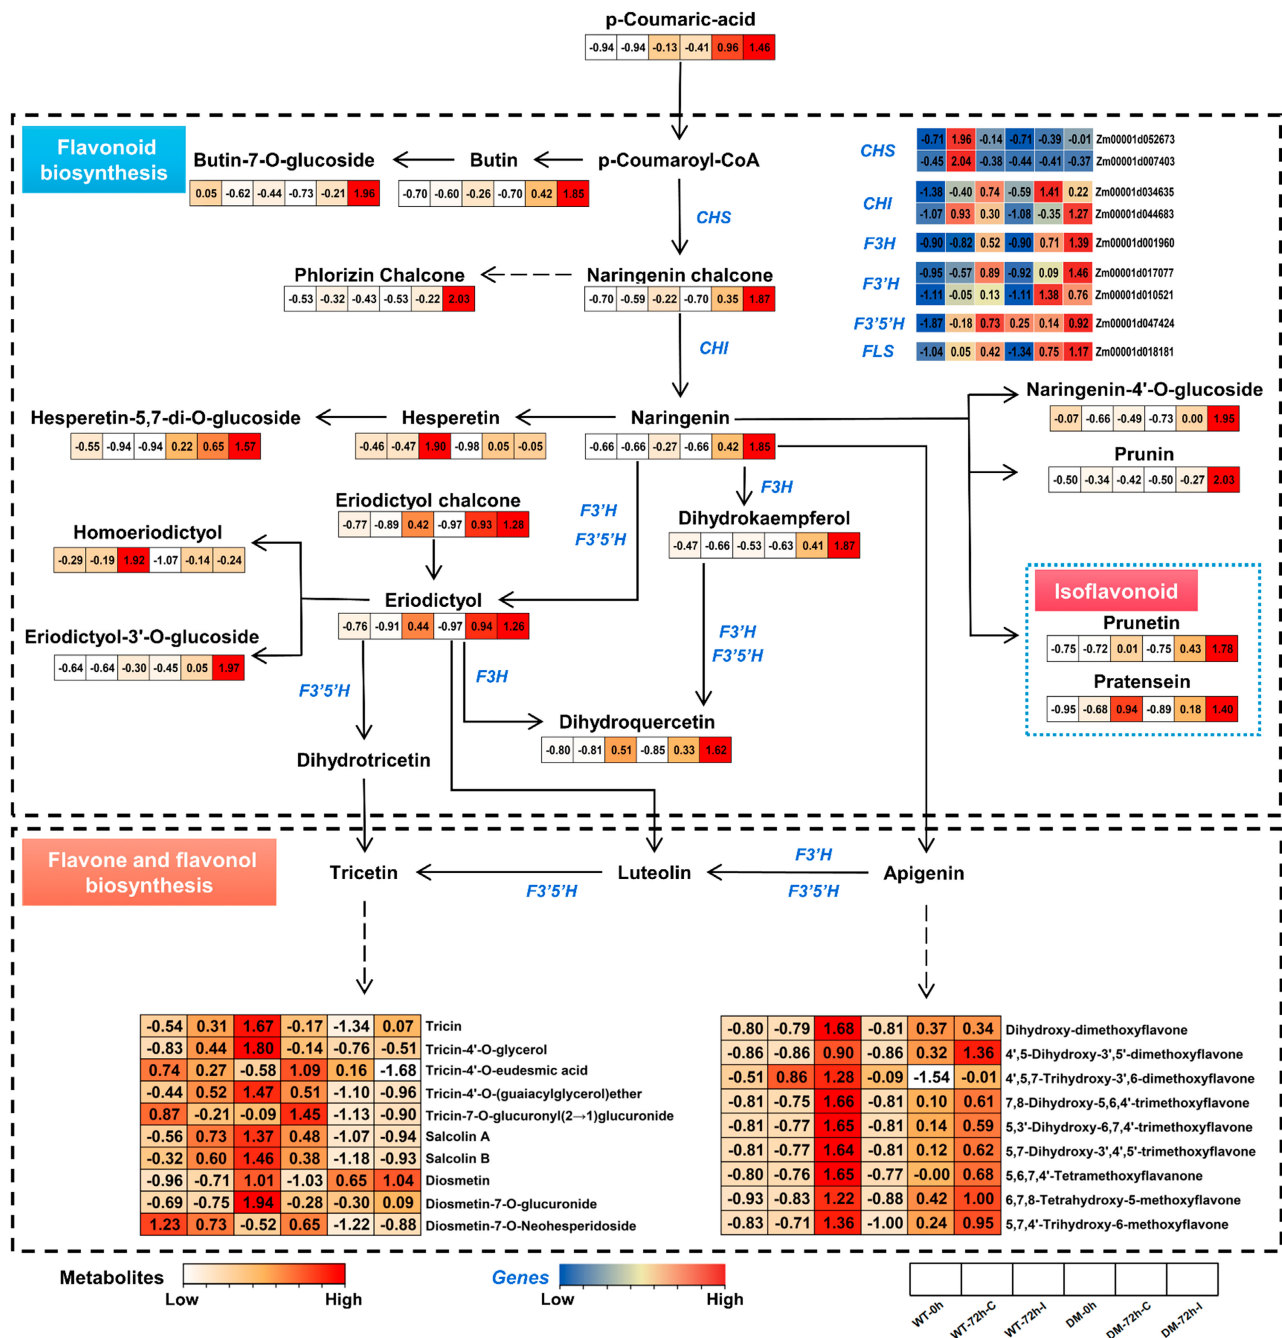 p-Coumaric-acid
-0.94 -0.94 -0.13 -0.41 0.96 1.46
Flavonoid
biosynthesis
Butin-7-O-glucoside
0.05 -0.62 -0.44 -0.73 -0.21 1.96
Butin
-0.70 -0.60 -0.26 -0.70 0.42 1.85
p-Coumaroyl-CoA
CHS
CHS
-0.71 1.96 -0.14 -0.71 -0.39 -0.01 Zm00001d052673
-0.45 2.04 -0.38 -0.44 -0.41 -0.37 Zm00001d007403
CHI
-1.38 -0.40 0.74 -0.59 1.41 0.22 Zm00001d034635
-1.07 0.93 0.30 -1.08 -0.35 1.27 Zm00001d044683
F3H
-0.90 -0.82 0.52 -0.90 0.71 1.39 Zm00001d001960
F3'H
-0.95 -0.57 0.89 -0.92 0.09 1.46 Zm00001d017077
-1.11 -0.05 0.13 -1.11 1.38 0.76 Zm00001d010521
F3'5'H
-1.87 -0.18 0.73 0.25 0.14 0.92 Zm00001d047424
FLS
-1.04 0.05 0.42 -1.34 0.75 1.17 Zm00001d018181
Phlorizin Chalcone
-0.53 -0.32 -0.43 -0.53 -0.22 2.03
Naringenin chalcone
-0.70 -0.59 -0.22 -0.70 0.35 1.87
CHI
Hesperetin-5,7-di-O-glucoside
-0.55 -0.94 -0.94 0.22 0.65 1.57
Hesperetin
-0.46 -0.47 1.90 -0.98 0.05 -0.05
Naringenin
-0.66 -0.66 -0.27 -0.66 0.42 1.85
Naringenin-4'-O-glucoside
-0.07 -0.66 -0.49 -0.73 0.00 1.95
Prunin
-0.50 -0.34 -0.42 -0.50 -0.27 2.03
Eriodictyol chalcone
-0.77 -0.89 0.42 -0.97 0.93 1.28
F3'H
F3'5'H
F3H
Dihydrokaempferol
-0.47 -0.66 -0.53 -0.63 0.41 1.87
Homoeriodictyol
-0.29 -0.19 1.92 -1.07 -0.14 -0.24
Eriodictyol
-0.76 -0.91 0.44 -0.97 0.94 1.26
Eriodictyol-3'-O-glucoside
-0.64 -0.64 -0.30 -0.45 0.05 1.97
Isoflavonoid
Prunetin
-0.75 -0.72 0.01 -0.75 0.43 1.78
Pratensein
-0.95 -0.68 0.94 -0.89 0.18 1.40
F3'5'H
F3H
F3'H
F3'5'H
Dihydroquercetin
-0.80 -0.81 0.51 -0.85 0.33 1.62
Dihydrotricetin
Flavone and flavonol
biosynthesis
Tricetin
F3'5'H
Luteolin
F3'H
F3'5'H
Apigenin
-0.54 0.31 1.67 -0.17 -1.34 0.07 Tricin
-0.83 0.44 1.80 -0.14 -0.76 -0.51 Tricin-4'-O-glycerol
0.74 0.27 -0.58 1.09 0.16 -1.68 Tricin-4'-O-eudesmic acid
-0.44 0.52 1.47 0.51 -1.10 -0.96 Tricin-4'-O-(guaiacylglycerol)ether
0.87 -0.21 -0.09 1.45 -1.13 -0.90 Tricin-7-O-glucuronyl(2→1)glucuronide
-0.56 0.73 1.37 0.48 -1.07 -0.94 Salcolin A
-0.32 0.60 1.46 0.38 -1.18 -0.93 Salcolin B
-0.96 -0.71 1.01 -1.03 0.65 1.04 Diosmetin
-0.69 -0.75 1.94 -0.28 -0.30 0.09 Diosmetin-7-O-glucuronide
1.23 0.73 -0.52 0.65 -1.22 -0.88 Diosmetin-7-O-Neohesperidoside
-0.80 -0.79 1.68 -0.81 0.37 0.34 Dihydroxy-dimethoxyflavone
-0.86 -0.86 0.90 -0.86 0.32 1.36 4',5-Dihydroxy-3',5'-dimethoxyflavone
-0.51 0.86 1.28 -0.09 -1.54 -0.01 4',5,7-Trihydroxy-3',6-dimethoxyflavone
-0.81 -0.75 1.66 -0.81 0.10 0.61 7,8-Dihydroxy-5,6,4'-trimethoxyflavone
-0.81 -0.77 1.65 -0.81 0.14 0.59 5,3'-Dihydroxy-6,7,4'-trimethoxyflavone
-0.81 -0.77 1.64 -0.81 0.12 0.62 5,7-Dihydroxy-3',4',5'-trimethoxyflavone
-0.80 -0.76 1.65 -0.77 -0.00 0.68 5,6,7,4'-Tetramethoxyflavanone
-0.93 -0.83 1.22 -0.88 0.42 1.00 6,7,8-Tetrahydroxy-5-methoxyflavone
-0.83 -0.71 1.36 -1.00 0.24 0.95 5,7,4'-Trihydroxy-6-methoxyflavone
Metabolites
Low High
Genes
Low High
WT-0h WT-72h-C WT-72h-I DM-0h DM-72h-C DM-72h-I